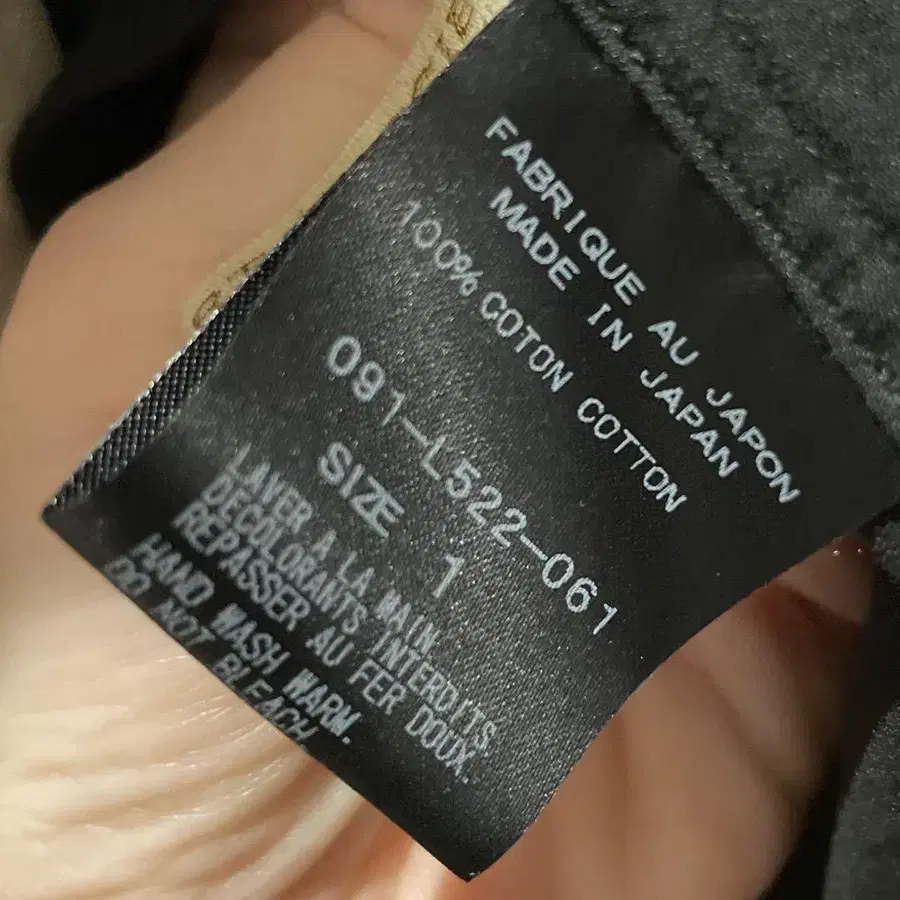 FABRIQUE AU JAPON
MADE IN JAPAN
100% COTON COTTON
091-L522-061
SIZE 1
LAVER A LA MAIN.
DECOLORANTS INTERDITS.
REPASSER AU FER DOUX.
HAND WASH WARM.
DO NOT BLEACH.